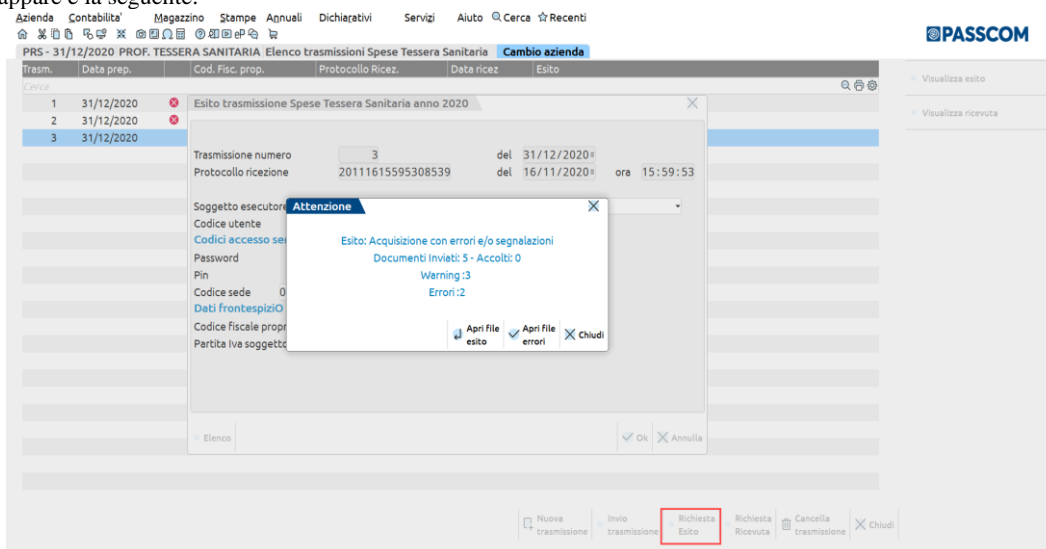 appare è la seguente:
Azienda Contabilita' Magazzino Stampe Annuali Dichiarativi Servizi Aiuto Cerca Recenti
PASSCOM
PRS - 31/12/2020 PROF. TESSERA SANITARIA Elenco trasmissioni Spese Tessera Sanitaria Cambio azienda
Trasm. Data prep. Cod. Fisc. prop. Protocollo Ricez. Data ricez Esito
Cerca
Visualizza esito
1 31/12/2020
Esito trasmissione Spese Tessera Sanitaria anno 2020
Visualizza ricevuta
2 31/12/2020
3 31/12/2020
Trasmissione numero 3 del 31/12/2020
Protocollo ricezione 20111615595308539 del 16/11/2020 ora 15:59:53
Soggetto esecutore
Attenzione
Codice utente
Codici accesso ser
Esito: Acquisizione con errori e/o segnalazioni
Password
Documenti Inviati: 5 - Accolti: 0
Pin
Warning :3
Codice sede 0
Errori :2
Dati frontespiziO
Codice fiscale propr
Partita Iva soggetto
Apri file esito
Apri file errori
Chiudi
Elenco
Ok
Annulla
Nuova trasmissione
Invio trasmissione
Richiesta Esito
Richiesta Ricevuta
Cancella trasmissione
Chiudi